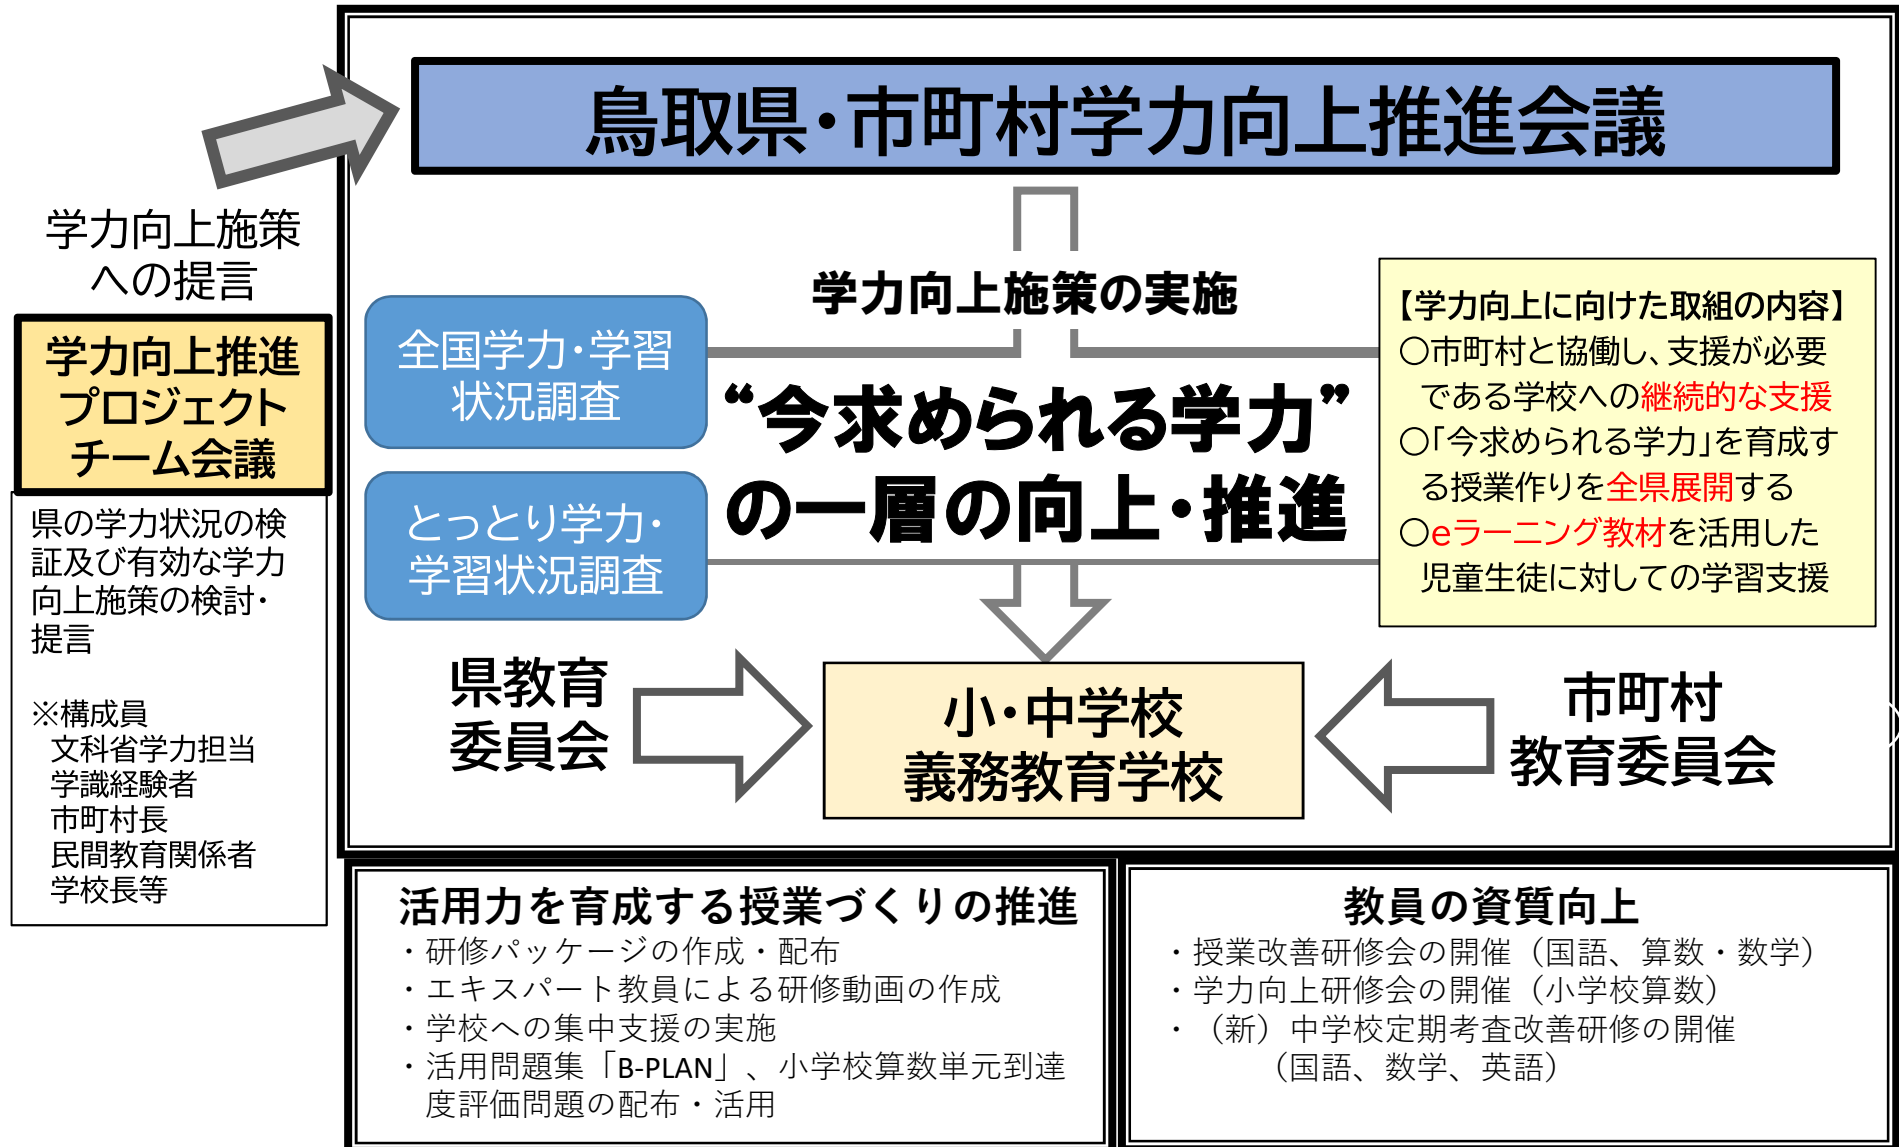 鳥取県・市町村学力向上推進会議
学力向上施策
への提言
学力向上推進
プロジェクト
チーム会議
県の学力状況の検
証及び有効な学力
向上施策の検討・
提言
※構成員
文科省学力担当
学識経験者
市町村長
民間教育関係者
学校長等
学力向上施策の実施
全国学力・学習
状況調査
とっとり学力・
学習状況調査
“今求められる学力”
の一層の向上・推進
【学力向上に向けた取組の内容】
〇市町村と協働し、支援が必要
である学校への継続的な支援
〇「今求められる学力」を育成す
る授業作りを全県展開する
〇eラーニング教材を活用した
児童生徒に対しての学習支援
県教育
委員会
小・中学校
義務教育学校
市町村
教育委員会
活用力を育成する授業づくりの推進
・研修パッケージの作成・配布
・エキスパート教員による研修動画の作成
・学校への集中支援の実施
・活用問題集「B-PLAN」、小学校算数単元到達
度評価問題の配布・活用
教員の資質向上
・授業改善研修会の開催（国語、算数・数学）
・学力向上研修会の開催（小学校算数）
・（新）中学校定期考査改善研修の開催
（国語、数学、英語）